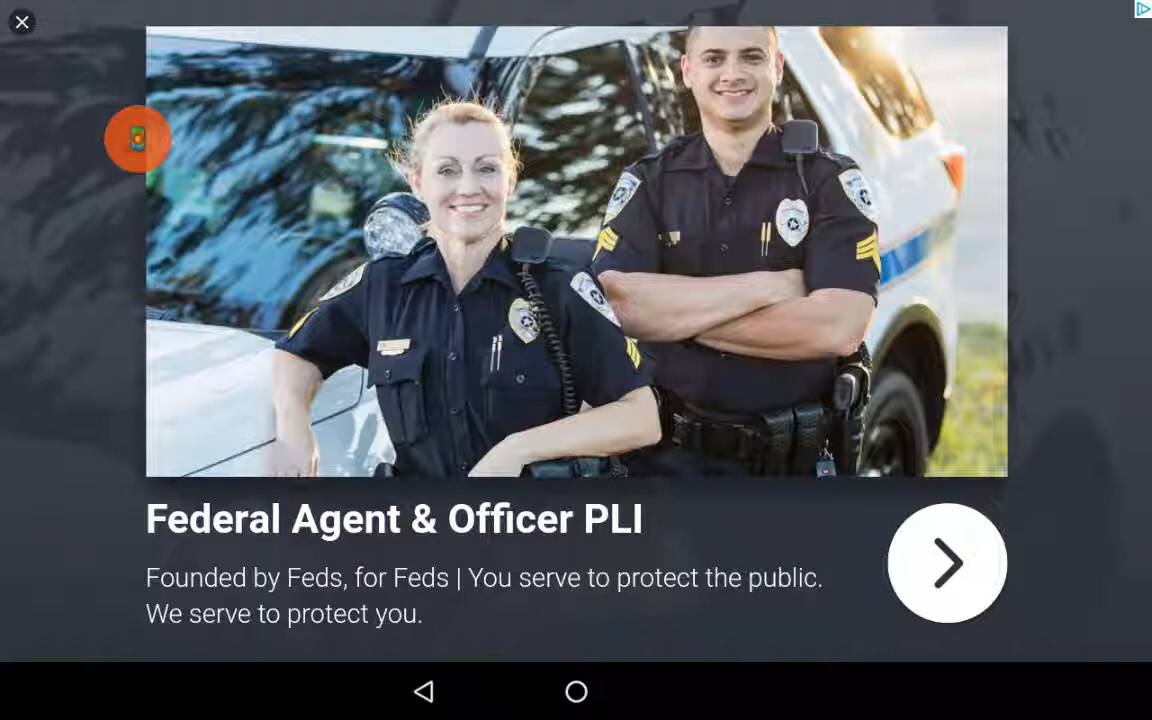 Federal Agent & Officer PLI
Founded by Feds, for Feds | You serve to protect the public.
We serve to protect you.